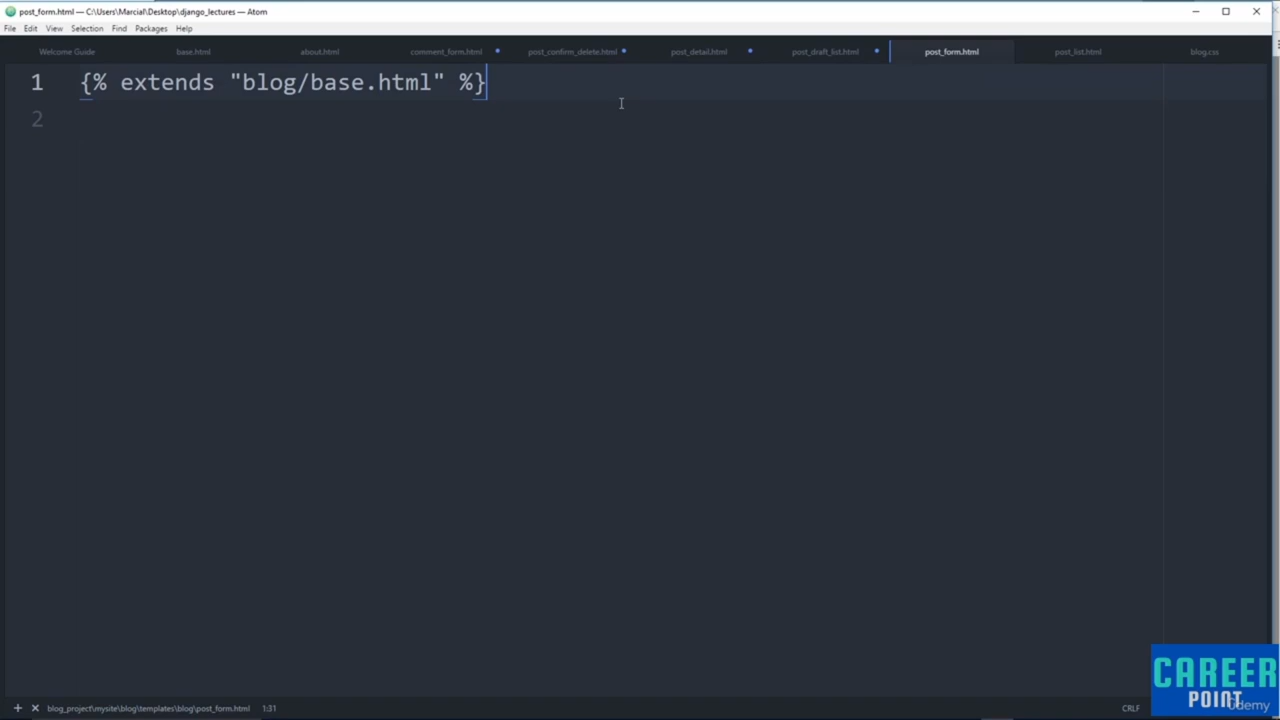 post_form.html — C:\Users\Marcial\Desktop\django_lectures — Atom
File Edit View Selection Find Packages Help
Welcome Guide base.html about.html comment_form.html post_confirm_delete.html post_detail.html post_draft_list.html post_form.html post_list.html blog.css
1 {% extends "blog/base.html" %}
2
CAREER
POINT
Udemy
+ × blog_project\mysite\blog\templates\blog\post_form.html 1:31 CRLF